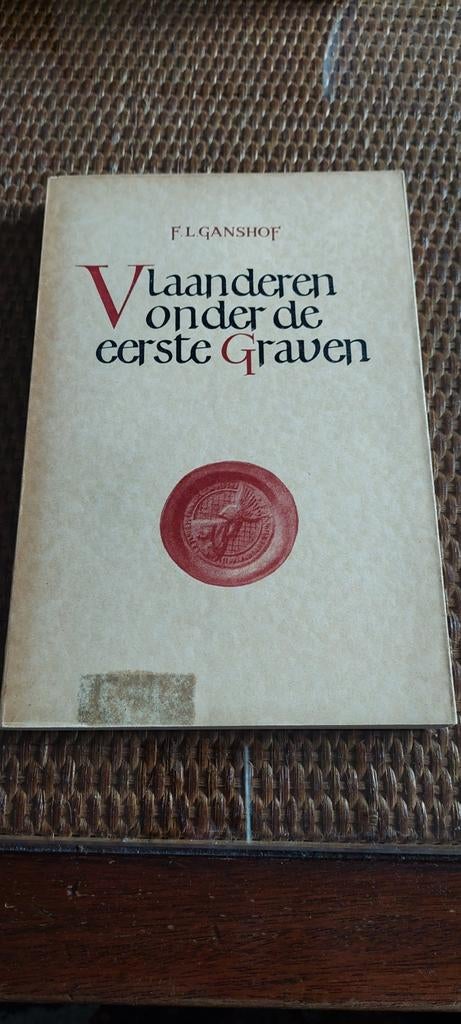 F.L.GANSHOF
Vlaanderen
onder de
eerste Graven